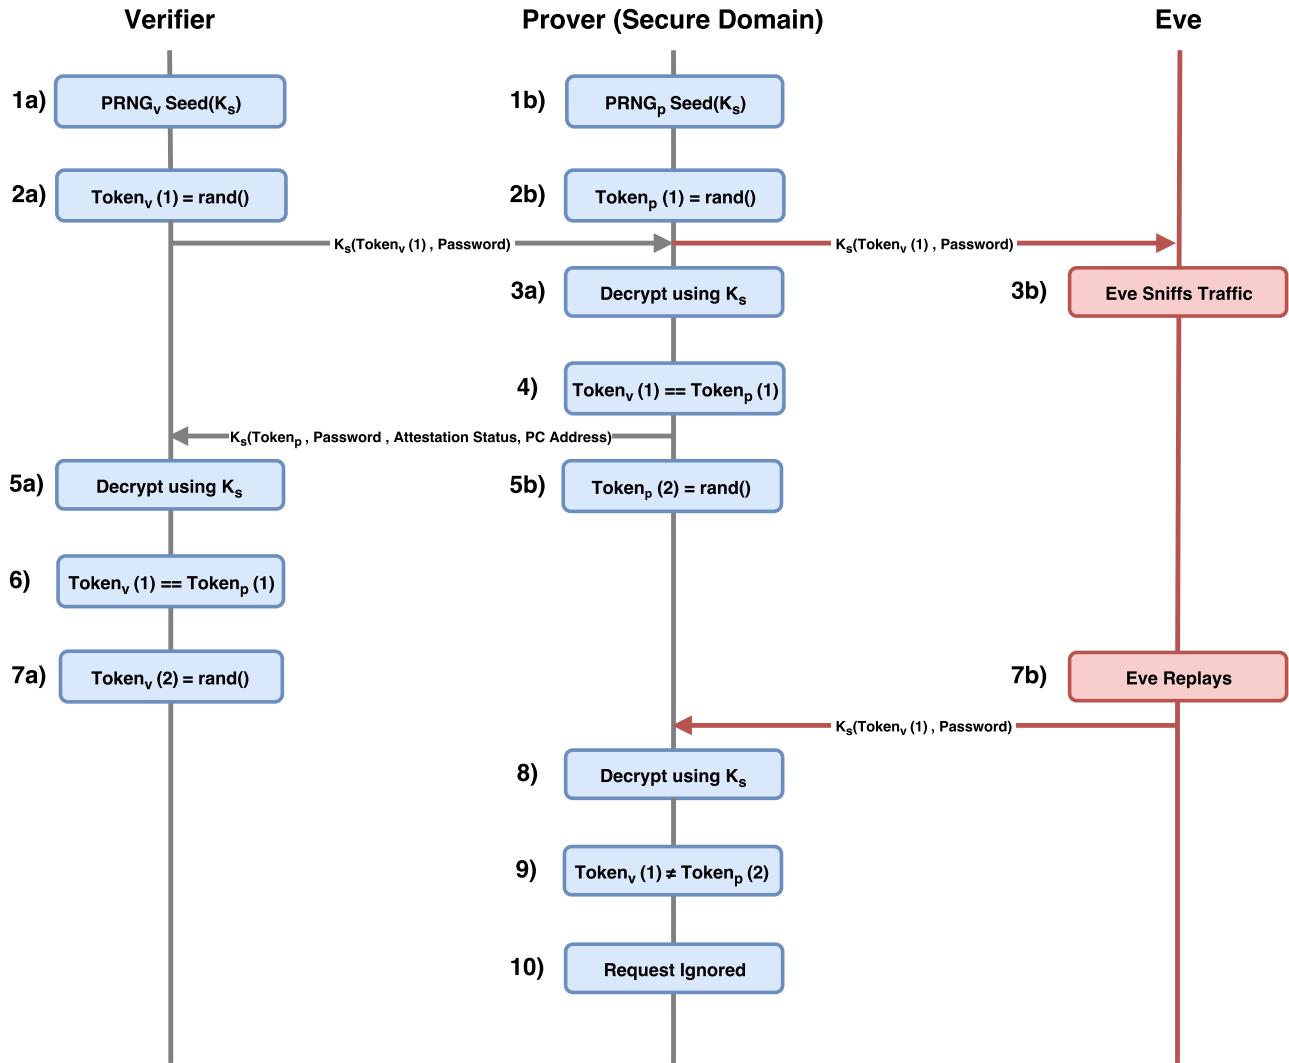 Verifier
Prover (Secure Domain)
Eve
1a)
PRNGv Seed(Ks)
1b)
PRNGp Seed(Ks)
2a)
Tokenv (1) = rand()
2b)
Tokenp (1) = rand()
Ks(Tokenv (1) , Password)
Ks(Tokenv (1) , Password)
3a)
Decrypt using Ks
3b)
Eve Sniffs Traffic
4)
Tokenv (1) == Tokenp (1)
Ks(Tokenp , Password , Attestation Status, PC Address)
5a)
Decrypt using Ks
5b)
Tokenp (2) = rand()
6)
Tokenv (1) == Tokenp (1)
7a)
Tokenv (2) = rand()
7b)
Eve Replays
Ks(Tokenv (1) , Password)
8)
Decrypt using Ks
9)
Tokenv (1) ≠ Tokenp (2)
10)
Request Ignored